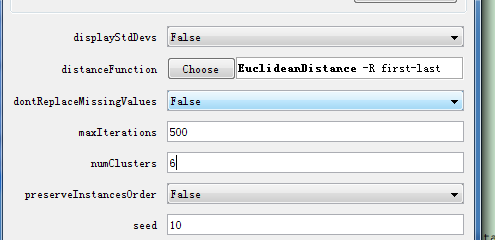 displayStdDevs False
distanceFunction Choose EuclideanDistance -R first-last
dontReplaceMissingValues False
maxIterations 500
numClusters 6
preserveInstancesOrder False
seed 10